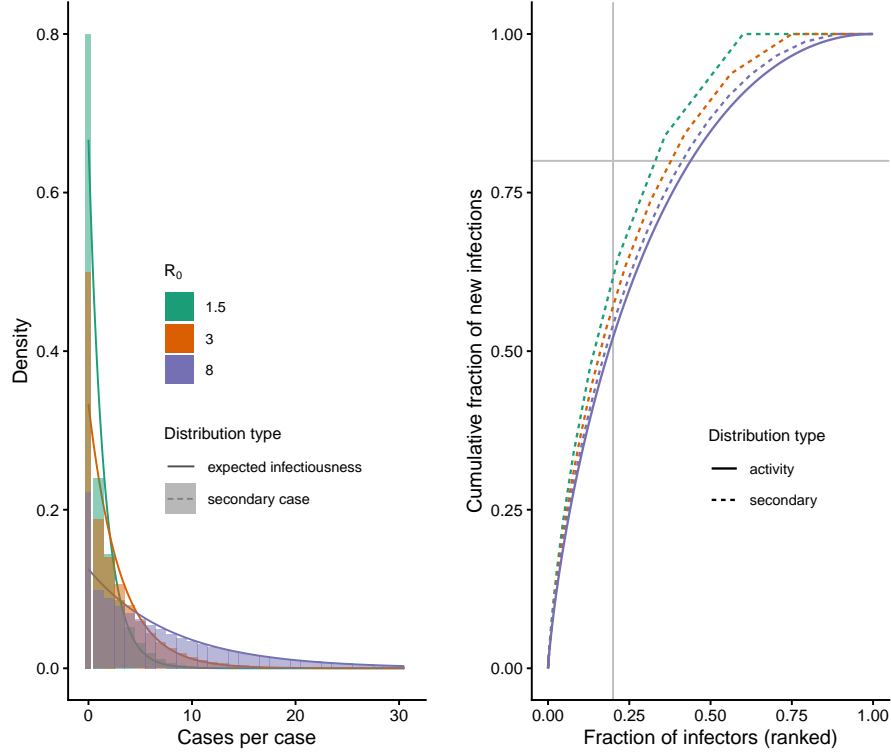 0.8
0.6
0.4
0.2
0.0
Density
0
10
20
30
Cases per case
R0
1.5
3
8
Distribution type
expected infectiousness
secondary case
1.00
0.75
0.50
0.25
0.00
Cumulative fraction of new infections
0.00
0.25
0.50
0.75
1.00
Fraction of infectors (ranked)
Distribution type
activity
secondary